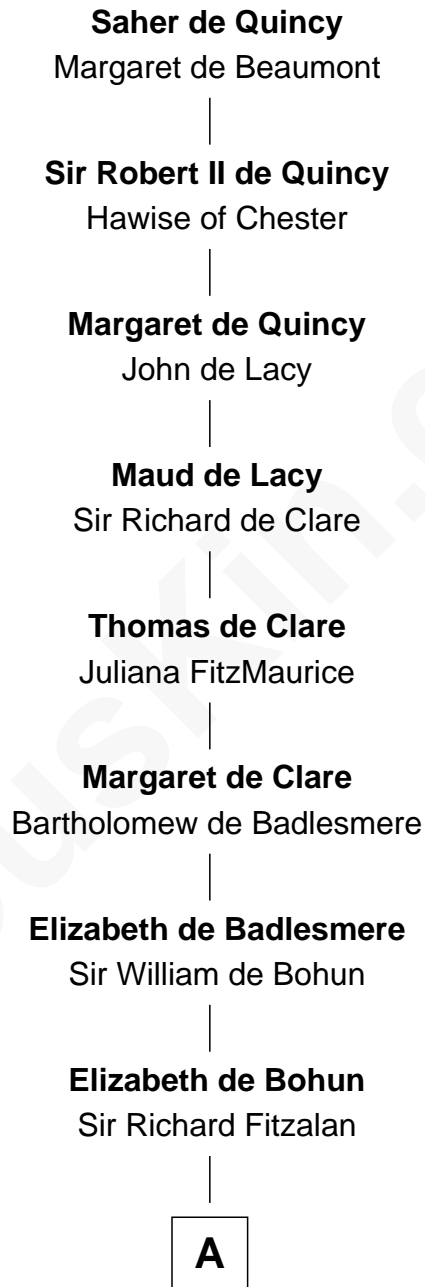 Saher de Quincy
Margaret de Beaumont
Sir Robert II de Quincy
Hawise of Chester
Margaret de Quincy
John de Lacy
Maud de Lacy
Sir Richard de Clare
Thomas de Clare
Juliana FitzMaurice
Margaret de Clare
Bartholomew de Badlesmere
Elizabeth de Badlesmere
Sir William de Bohun
Elizabeth de Bohun
Sir Richard Fitzalan
A